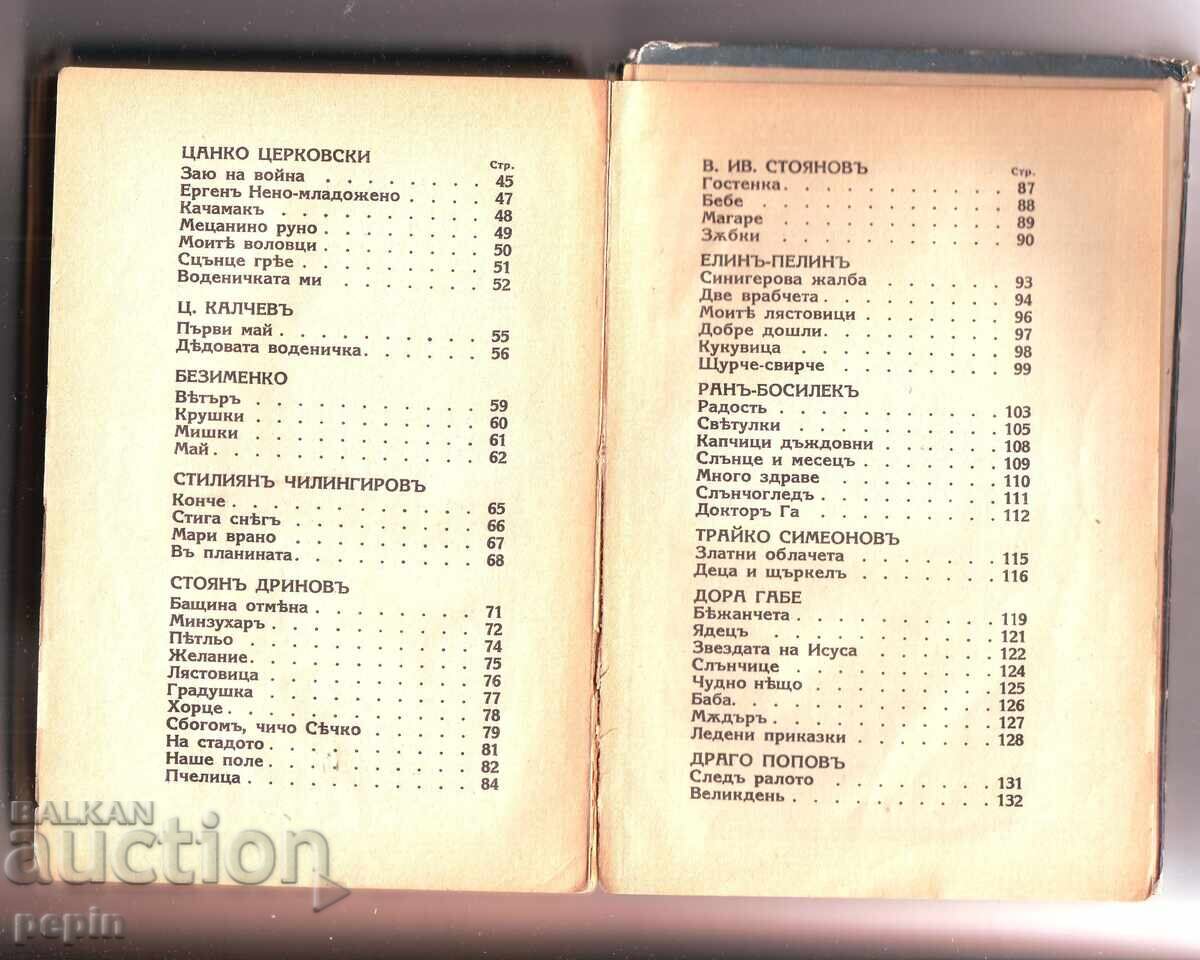 ЦАНКО ЦЕРКОВСКИ
Стр.
Заю на война . . . . . . . . 45
Ергенъ Нено-младожено . . . . 47
Качамакъ . . . . . . . . . . 48
Мецанино руно . . . . . . . . 49
Моитѣ воловци . . . . . . . . 50
Сцънце грѣе . . . . . . . . . 51
Воденичката ми . . . . . . . 52
Ц. КАЛЧЕВЪ
Първи май . . . . . . . . . . 55
Дѣдовата воденичка. . . . . . 56
БЕЗИМЕНКО
Вѣтъръ . . . . . . . . . . . 59
Крушки . . . . . . . . . . . 60
Мишки . . . . . . . . . . . . 61
Май . . . . . . . . . . . . . 62
СТИЛИЯНЪ ЧИЛИНГИРОВЪ
Конче . . . . . . . . . . . . 65
Стига снѣгъ . . . . . . . . . 66
Мари врано . . . . . . . . . 67
Въ планината. . . . . . . . . 68
СТОЯНЪ ДРИНОВЪ
Бащина отмѣна . . . . . . . . 71
Минзухаръ . . . . . . . . . . 72
Пѣтльо . . . . . . . . . . . 74
Желание. . . . . . . . . . . 75
Лястовица . . . . . . . . . . 76
Градушка . . . . . . . . . . 77
Хорце . . . . . . . . . . . . 78
Сбогомъ, чичо Сѣчко . . . . . 79
На стадото . . . . . . . . . 81
Наше поле . . . . . . . . . . 82
Пчелица . . . . . . . . . . . 84
В. ИВ. СТОЯНОВЪ
Стр.
Гостенка. . . . . . . . . . . 87
Бебе . . . . . . . . . . . . 88
Магаре . . . . . . . . . . . 89
Зѫбки . . . . . . . . . . . . 90
ЕЛИНЪ-ПЕЛИНЪ
Синигерова жалба . . . . . . 93
Две врабчета. . . . . . . . . 94
Моитѣ лястовици . . . . . . . 96
Добре дошли. . . . . . . . . 97
Кукувица . . . . . . . . . . 98
Щурче-свирче . . . . . . . . 99
РАНЪ-БОСИЛЕКЪ
Радость . . . . . . . . . . . 103
Свѣтулки . . . . . . . . . . 105
Капчици дъждовни . . . . . . 108
Слънце и месецъ . . . . . . . 109
Много здраве . . . . . . . . 110
Слънчогледъ . . . . . . . . . 111
Докторъ Га . . . . . . . . . 112
ТРАЙКО СИМЕОНОВЪ
Златни облачета . . . . . . . 115
Деца и щъркелъ . . . . . . . 116
ДОРА ГАБЕ
Бѣжанчета . . . . . . . . . . 119
Ядецъ . . . . . . . . . . . . 121
Звездата на Исуса . . . . . . 122
Слънчице . . . . . . . . . . 124
Чудно нѣщо . . . . . . . . . 125
Баба. . . . . . . . . . . . . 126
Мѫдъръ . . . . . . . . . . . 127
Ледени приказки . . . . . . . 128
ДРАГО ПОПОВЪ
Следъ ралото . . . . . . . . 131
Великдень . . . . . . . . . . 132
BALKAN
auction
pepin